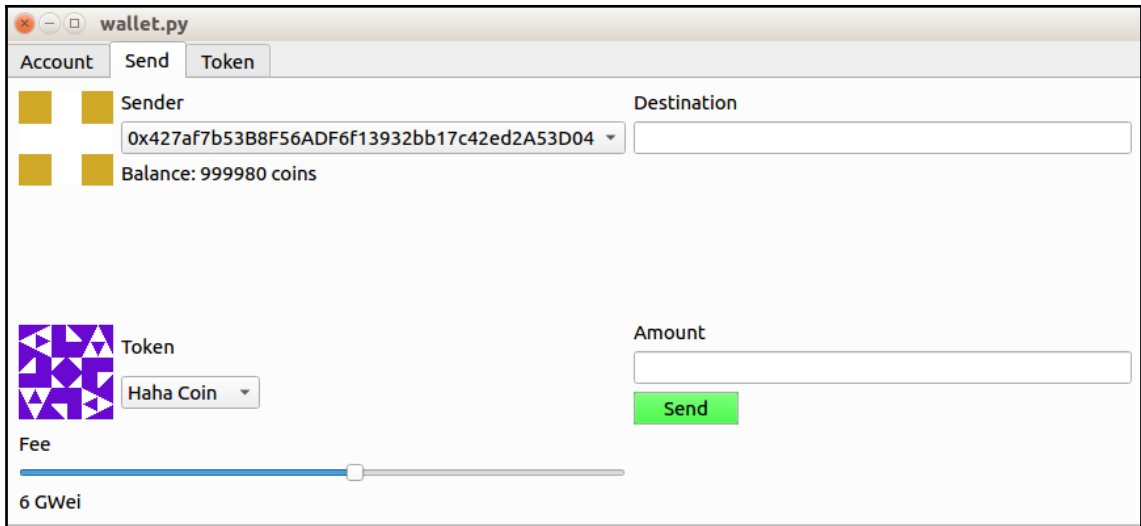 wallet.py
Account Send Token
Sender
0x427af7b53B8F56ADF6f13932bb17c42ed2A53D04
Balance: 999980 coins
Destination
Token
Haha Coin
Amount
Send
Fee
6 GWei